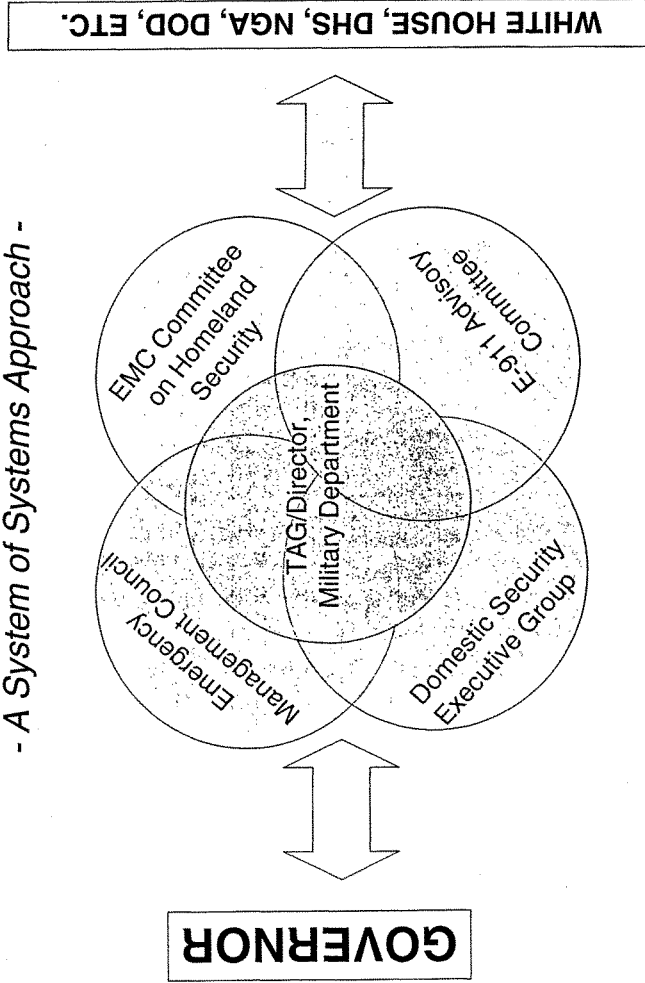 - A System of Systems Approach -
GOVERNOR
Emergency
Management Council
EMC Committee
on Homeland
Security
TAG/Director,
Military Department
Domestic Security
Executive Group
E-911 Advisory
Committee
WHITE HOUSE, DHS, NGA, DOD, ETC.